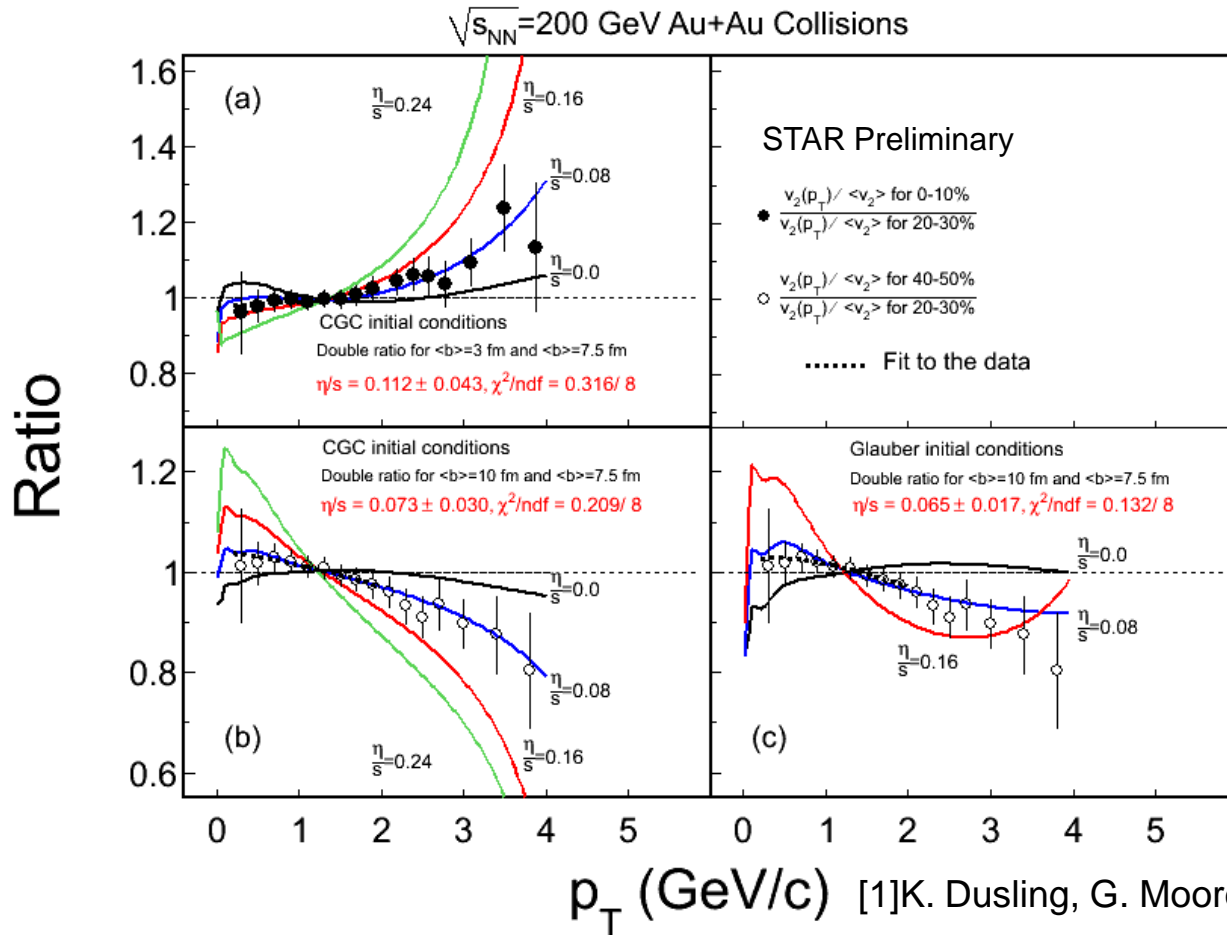 √s_NN=200 GeV Au+Au Collisions
Ratio
1.6
1.4
1.2
1
0.8
(a)
η/s=0.24
η/s=0.16
η/s=0.08
η/s=0.0
CGC initial conditions
Double ratio for <b>=3 fm and <b>=7.5 fm
η/s = 0.112 ± 0.043, χ²/ndf = 0.316/ 8
STAR Preliminary
v₂(p_T)/ <v₂> for 0-10%
v₂(p_T)/ <v₂> for 20-30%
v₂(p_T)/ <v₂> for 40-50%
v₂(p_T)/ <v₂> for 20-30%
Fit to the data
1.2
1
0.8
0.6
CGC initial conditions
Double ratio for <b>=10 fm and <b>=7.5 fm
η/s = 0.073 ± 0.030, χ²/ndf = 0.209/ 8
η/s=0.0
η/s=0.08
η/s=0.16
η/s=0.24
(b)
Glauber initial conditions
Double ratio for <b>=10 fm and <b>=7.5 fm
η/s = 0.065 ± 0.017, χ²/ndf = 0.132/ 8
η/s=0.0
η/s=0.08
η/s=0.16
(c)
0 1 2 3 4 5
0 1 2 3 4 5
p_T (GeV/c)
[1]K. Dusling, G. Moore